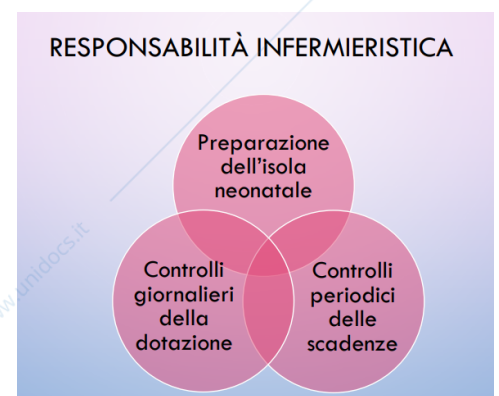 RESPONSABILITÀ INFERMIERISTICA
Preparazione
dell'isola
neonatale
Controlli
giornalieri
della
dotazione
Controlli
periodici
delle
scadenze
www.unidocs.it